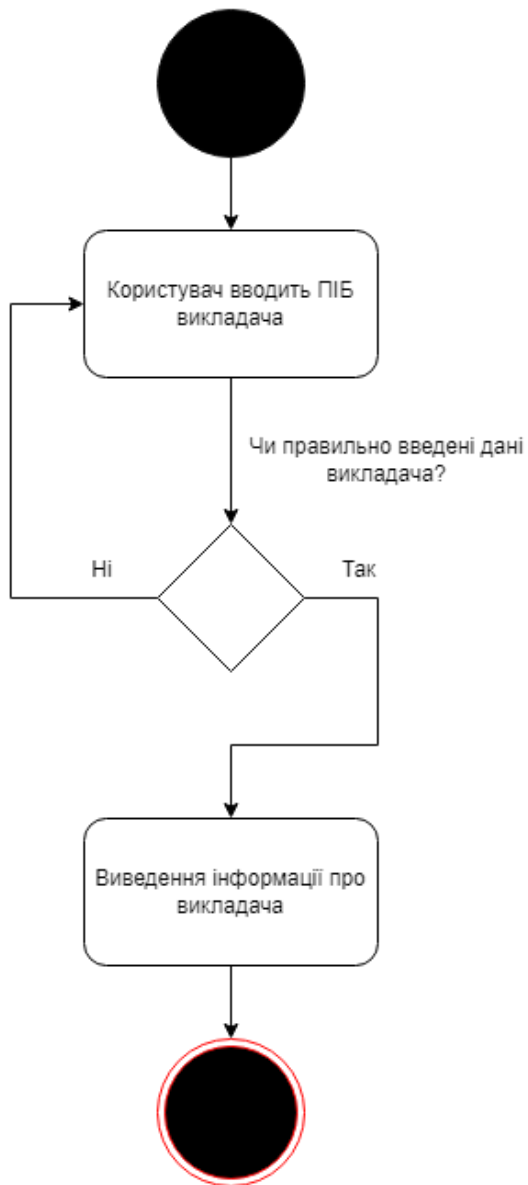 Користувач вводить ПІБ
викладача
Чи правильно введені дані
викладача?
Ні
Так
Виведення інформації про
викладача